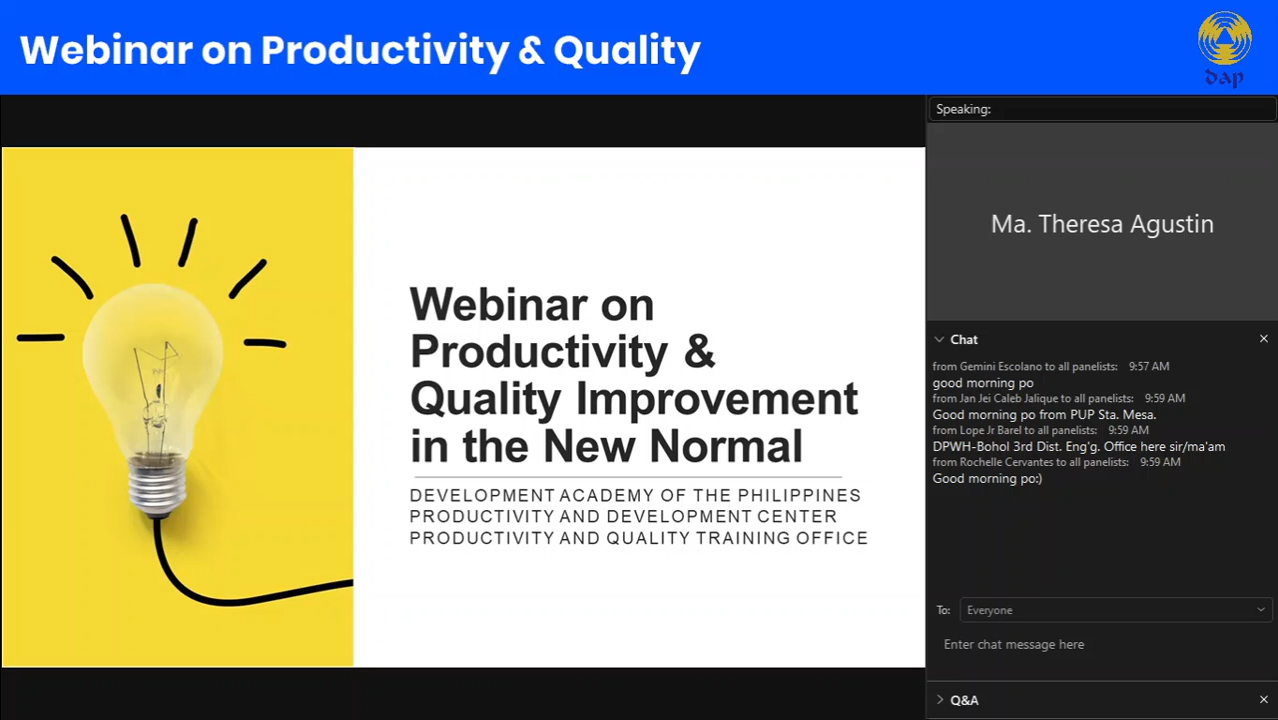 Webinar on Productivity & Quality
dap
Webinar on
Productivity &
Quality Improvement
in the New Normal
DEVELOPMENT ACADEMY OF THE PHILIPPINES
PRODUCTIVITY AND DEVELOPMENT CENTER
PRODUCTIVITY AND QUALITY TRAINING OFFICE
Speaking:
Ma. Theresa Agustin
Chat
from Gemini Escolano to all panelists: 9:57 AM
good morning po
from Jan Jei Caleb Jalique to all panelists: 9:59 AM
Good morning po from PUP Sta. Mesa.
from Lope Jr Barel to all panelists: 9:59 AM
DPWH-Bohol 3rd Dist. Eng'g. Office here sir/ma'am
from Rochelle Cervantes to all panelists: 9:59 AM
Good morning po:)
To: Everyone
Enter chat message here
Q&A